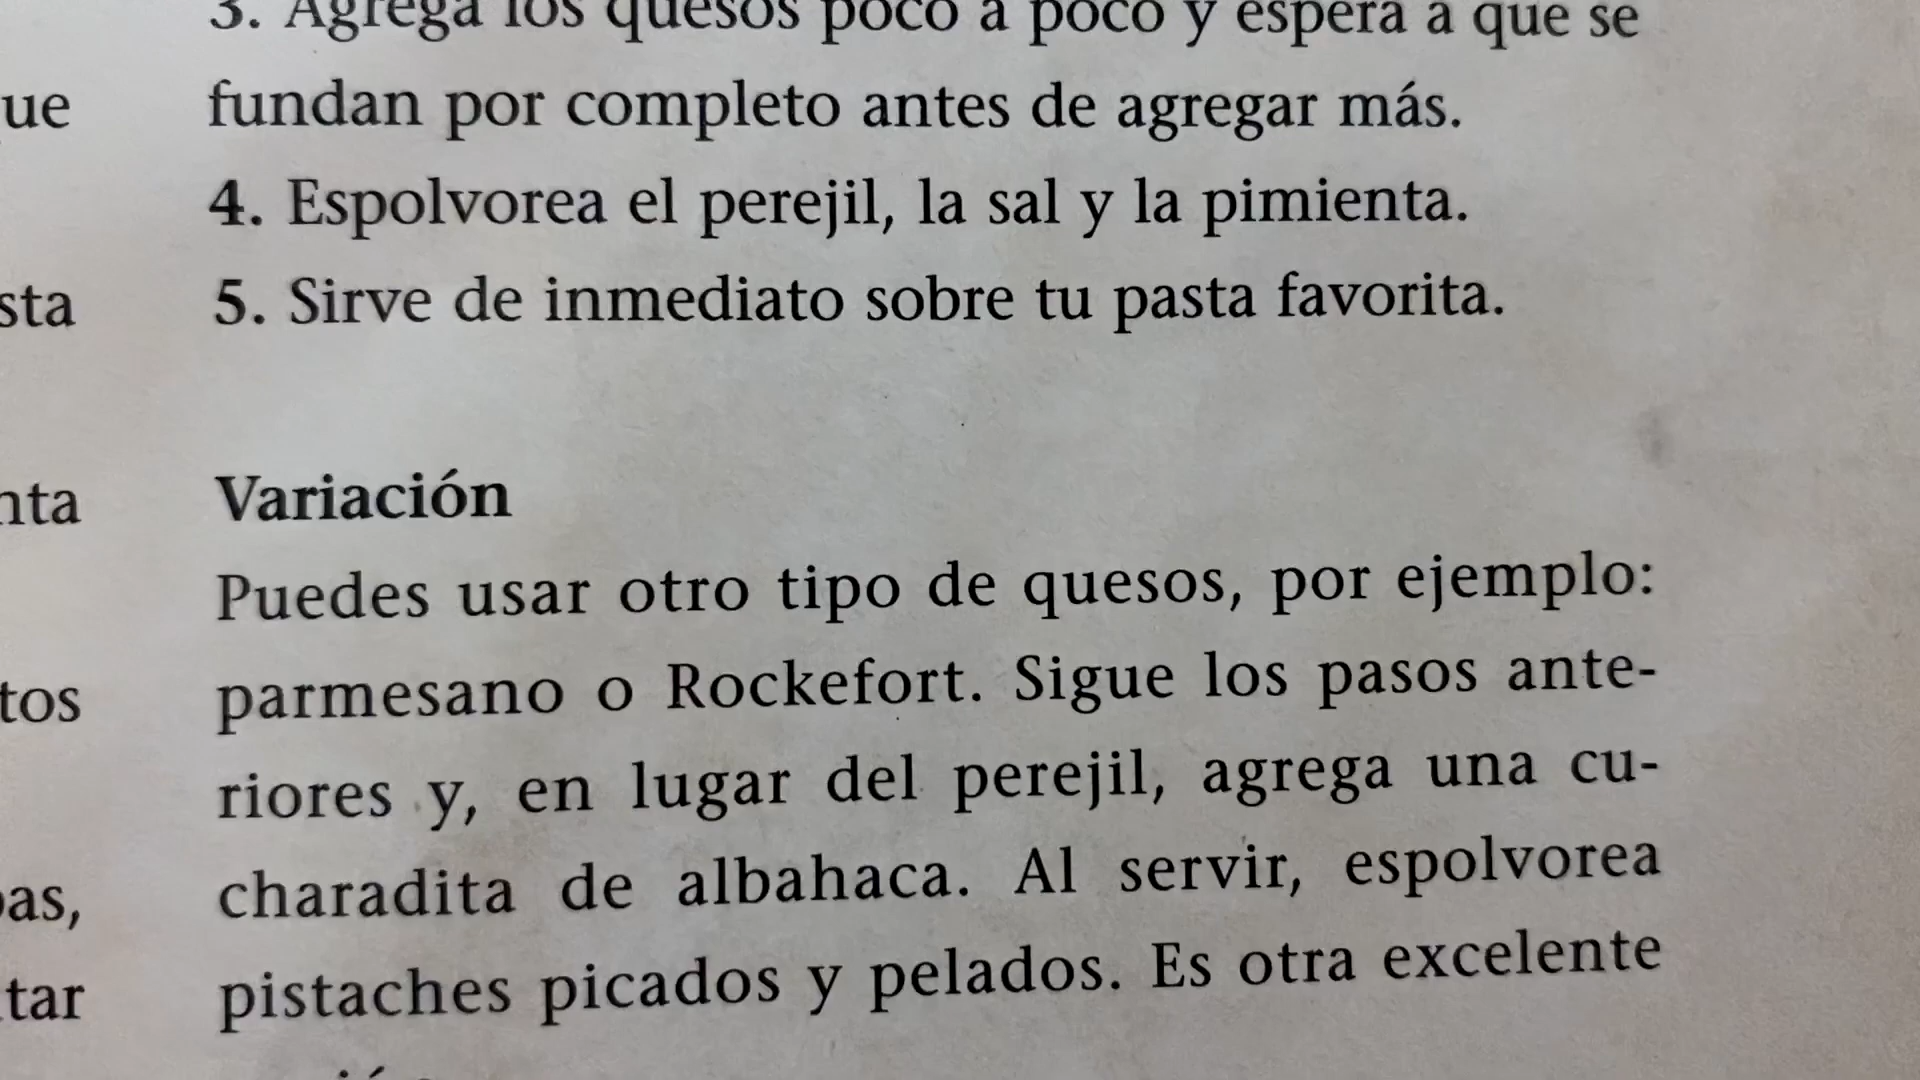 3. Agrega los quesos poco a poco y espera a que se
fundan por completo antes de agregar más.
4. Espolvorea el perejil, la sal y la pimienta.
5. Sirve de inmediato sobre tu pasta favorita.
Variación
Puedes usar otro tipo de quesos, por ejemplo:
parmesano o Rockefort. Sigue los pasos ante-
riores y, en lugar del perejil, agrega una cu-
charadita de albahaca. Al servir, espolvorea
pistaches picados y pelados. Es otra excelente
ue
sta
nta
tos
as,
tar